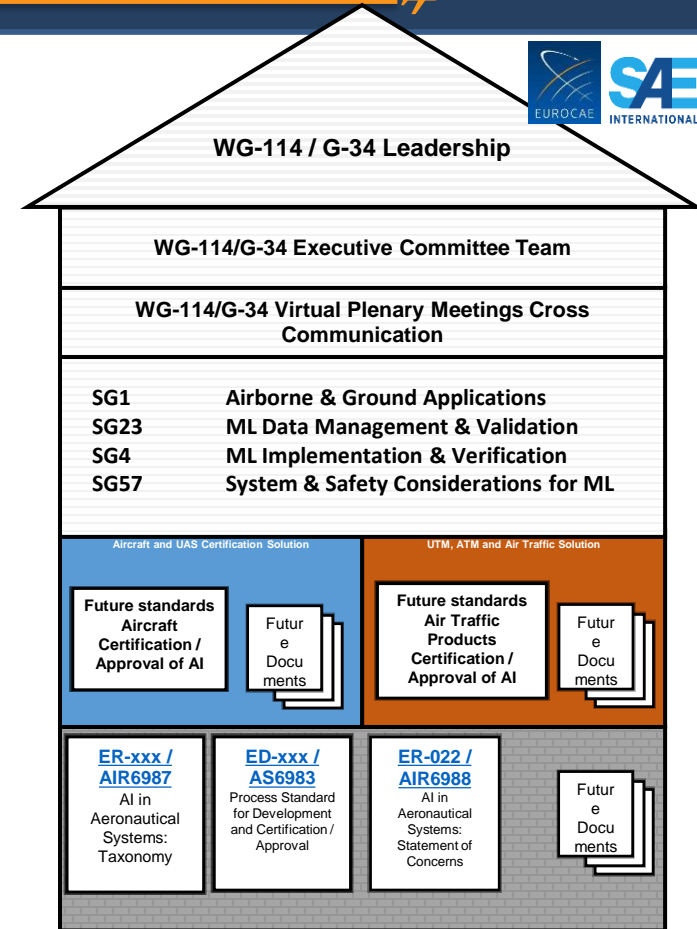 EUROCAE
SAE
INTERNATIONAL
WG-114 / G-34 Leadership
WG-114/G-34 Executive Committee Team
WG-114/G-34 Virtual Plenary Meetings Cross
Communication
SG1 Airborne & Ground Applications
SG23 ML Data Management & Validation
SG4 ML Implementation & Verification
SG57 System & Safety Considerations for ML
Aircraft and UAS Certification Solution
Future standards
Aircraft
Certification /
Approval of AI
Futur
e
Docu
ments
UTM, ATM and Air Traffic Solution
Future standards
Air Traffic
Products
Certification /
Approval of AI
Futur
e
Docu
ments
ER-xxx /
AIR6987
AI in
Aeronautical
Systems:
Taxonomy
ED-xxx /
AS6983
Process Standard
for Development
and Certification /
Approval
ER-022 /
AIR6988
AI in
Aeronautical
Systems:
Statement of
Concerns
Futur
e
Docu
ments